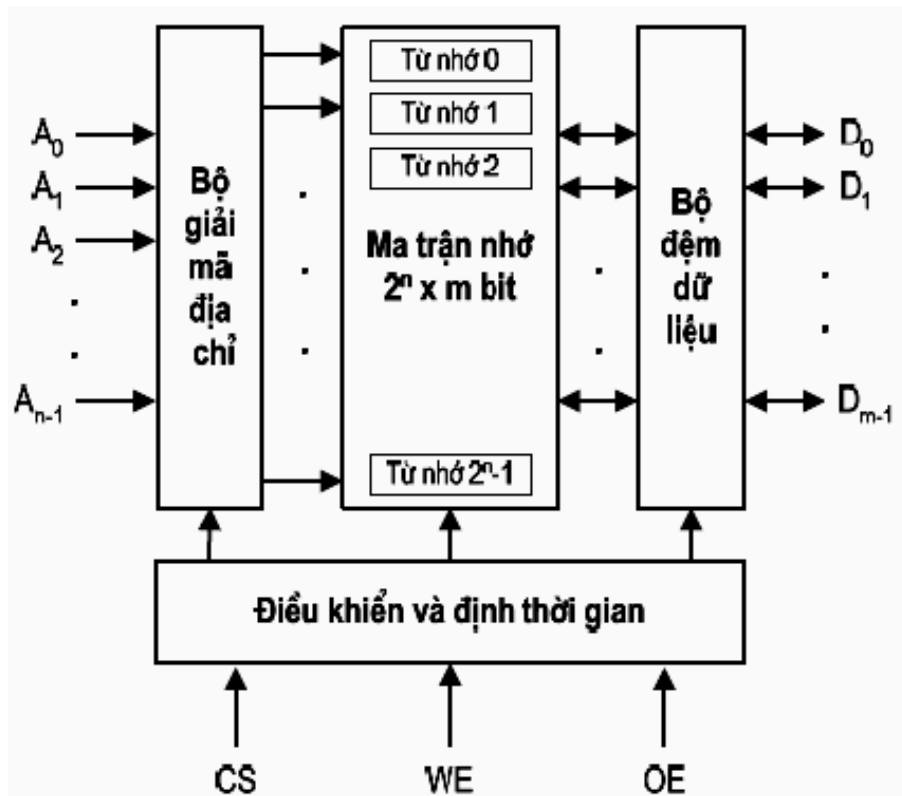 A0
A1
A2
An-1
Bộ
giải
mã
địa
chỉ
Từ nhớ 0
Từ nhớ 1
Từ nhớ 2
Ma trận nhớ
2ⁿ x m bit
Từ nhớ 2ⁿ-1
Bộ
đệm
dữ
liệu
D0
D1
Dm-1
Điều khiển và định thời gian
CS
WE
OE